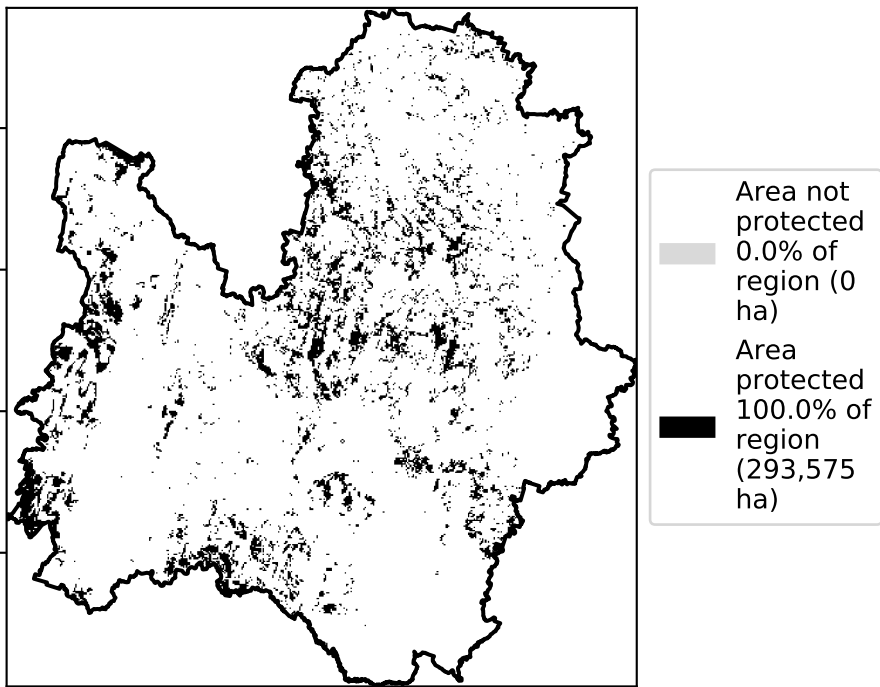 Area not
protected
0.0% of
region (0
ha)
Area
protected
100.0% of
region
(293,575
ha)